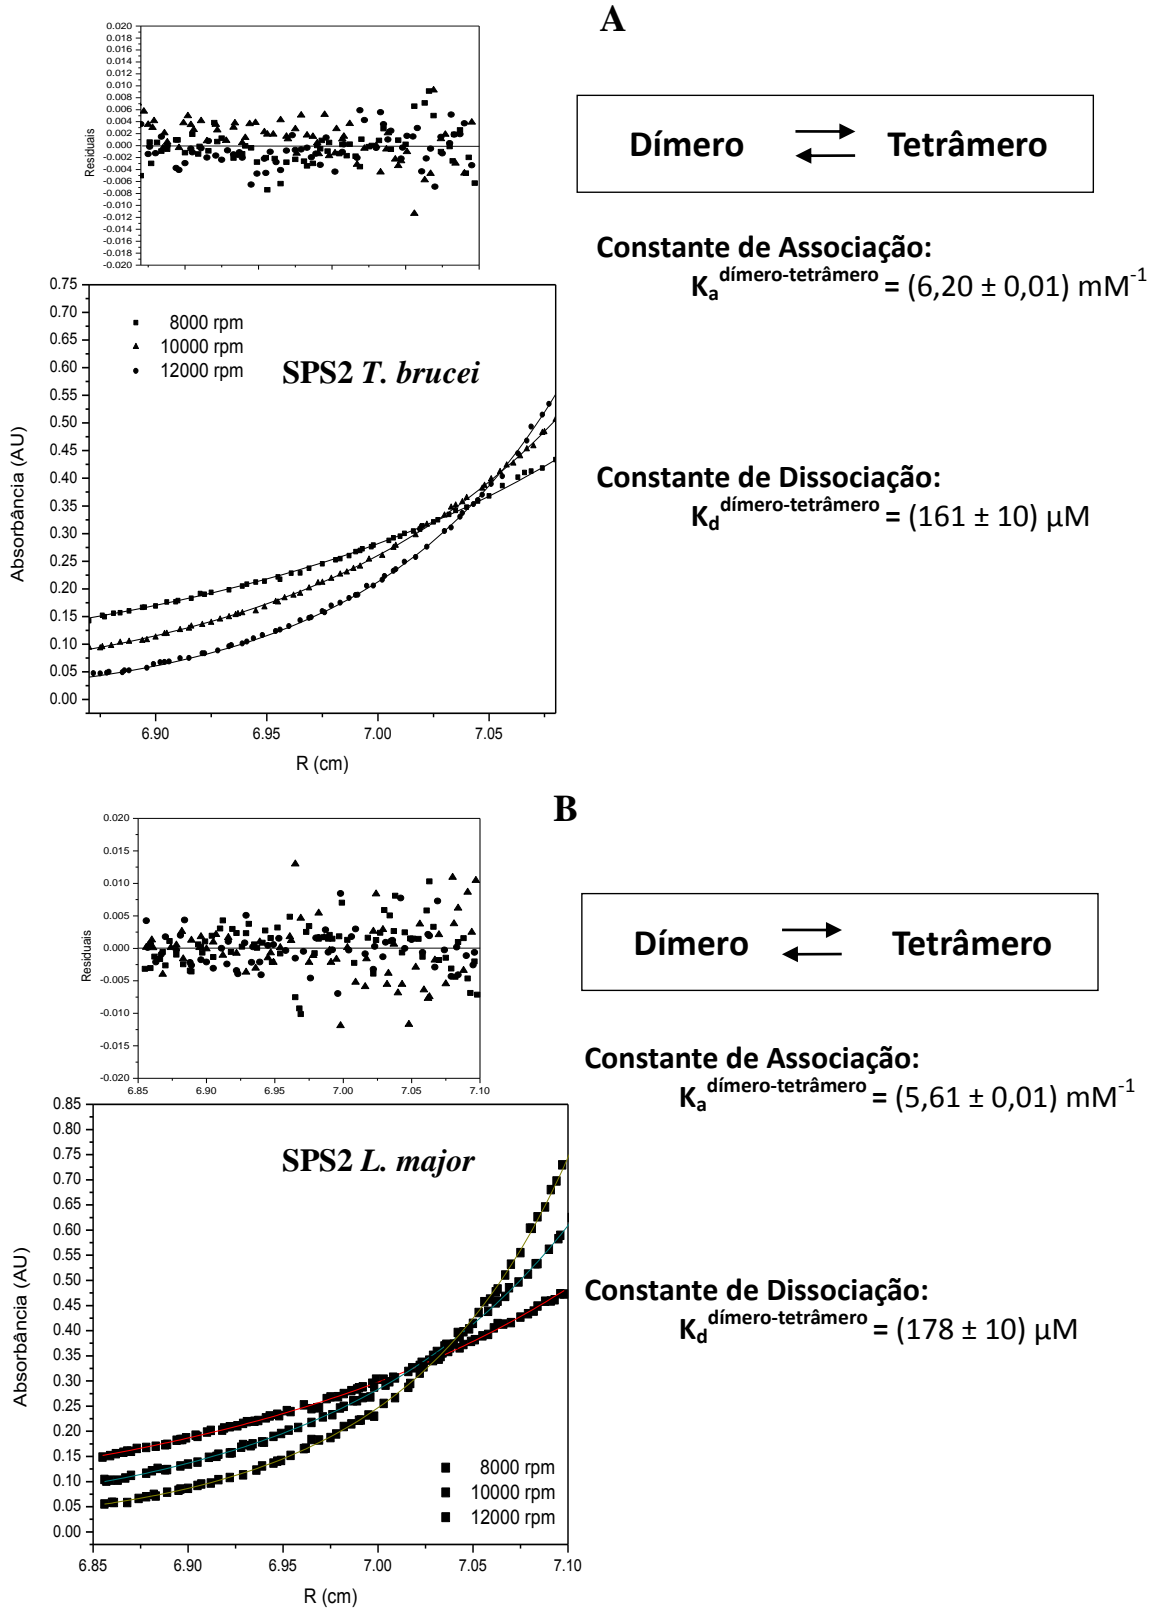 A
0.020
0.018
0.016
0.014
0.012
0.010
0.008
0.006
0.004
0.002
0.000
-0.002
-0.004
-0.006
-0.008
-0.010
-0.012
-0.014
-0.016
-0.018
-0.020
Residuais
Dímero Tetrâmero
Constante de Associação:
Ka dímero-tetrâmero = (6,20 ± 0,01) mM-1
0.75
0.70
0.65
0.60
0.55
0.50
0.45
0.40
0.35
0.30
0.25
0.20
0.15
0.10
0.05
0.00
Absorbância (AU)
8000 rpm
10000 rpm
12000 rpm
SPS2 T. brucei
6.90 6.95 7.00 7.05
R (cm)
Constante de Dissociação:
Kd dímero-tetrâmero = (161 ± 10) µM
B
0.020
0.015
0.010
0.005
0.000
-0.005
-0.010
-0.015
-0.020
Residuais
6.85 6.90 6.95 7.00 7.05 7.10
Dímero Tetrâmero
Constante de Associação:
Ka dímero-tetrâmero = (5,61 ± 0,01) mM-1
0.85
0.80
0.75
0.70
0.65
0.60
0.55
0.50
0.45
0.40
0.35
0.30
0.25
0.20
0.15
0.10
0.05
0.00
Absorbância (AU)
SPS2 L. major
8000 rpm
10000 rpm
12000 rpm
6.85 6.90 6.95 7.00 7.05 7.10
R (cm)
Constante de Dissociação:
Kd dímero-tetrâmero = (178 ± 10) µM